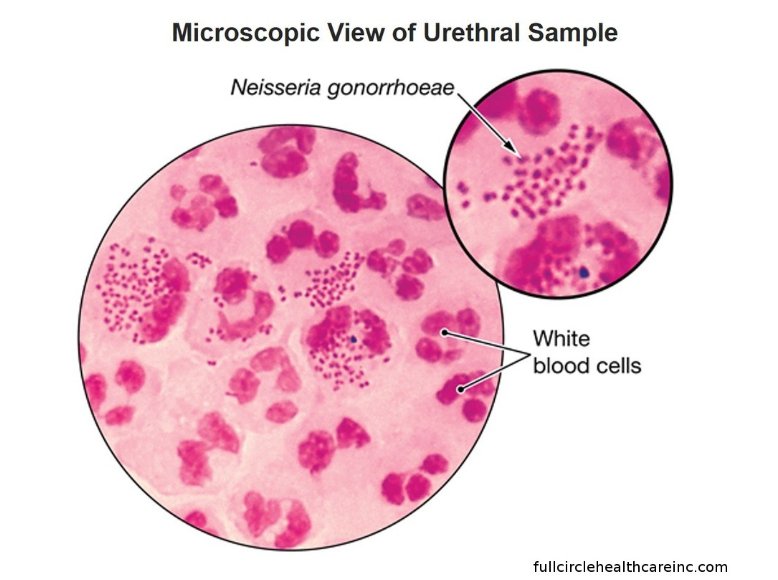 Microscopic View of Urethral Sample
Neisseria gonorrhoeae
White
blood cells
fullcirclehealthcareinc.com